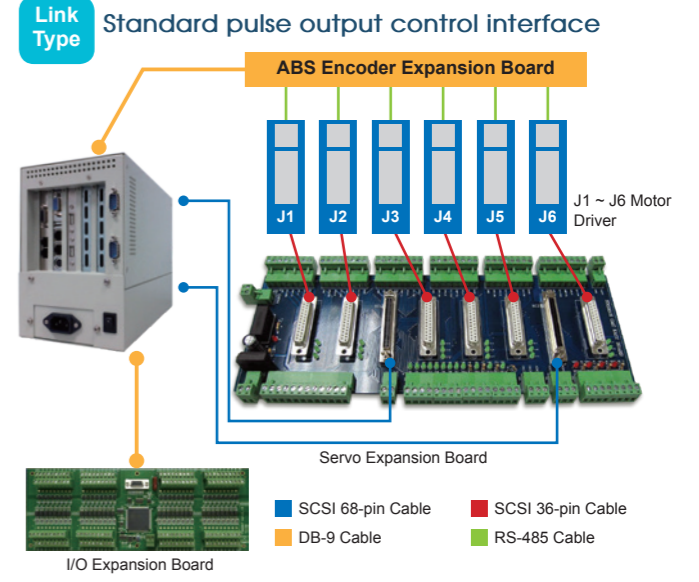 Link
Type
Standard pulse output control interface
ABS Encoder Expansion Board
J1 J2 J3 J4 J5 J6
J1 ~ J6 Motor
Driver
Servo Expansion Board
SCSI 68-pin Cable
SCSI 36-pin Cable
DB-9 Cable
RS-485 Cable
I/O Expansion Board